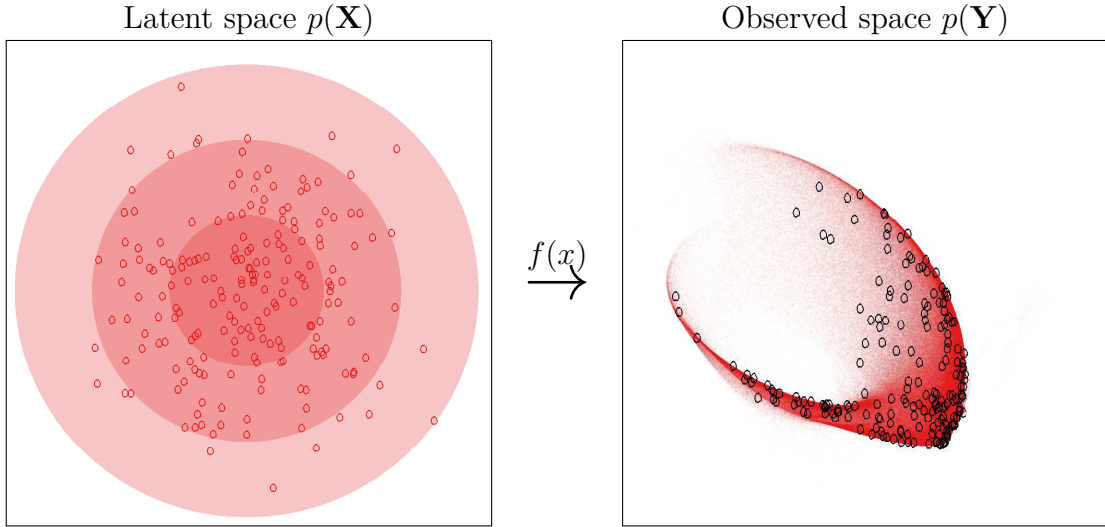 Latent space p(X)
Observed space p(Y)
f(x)